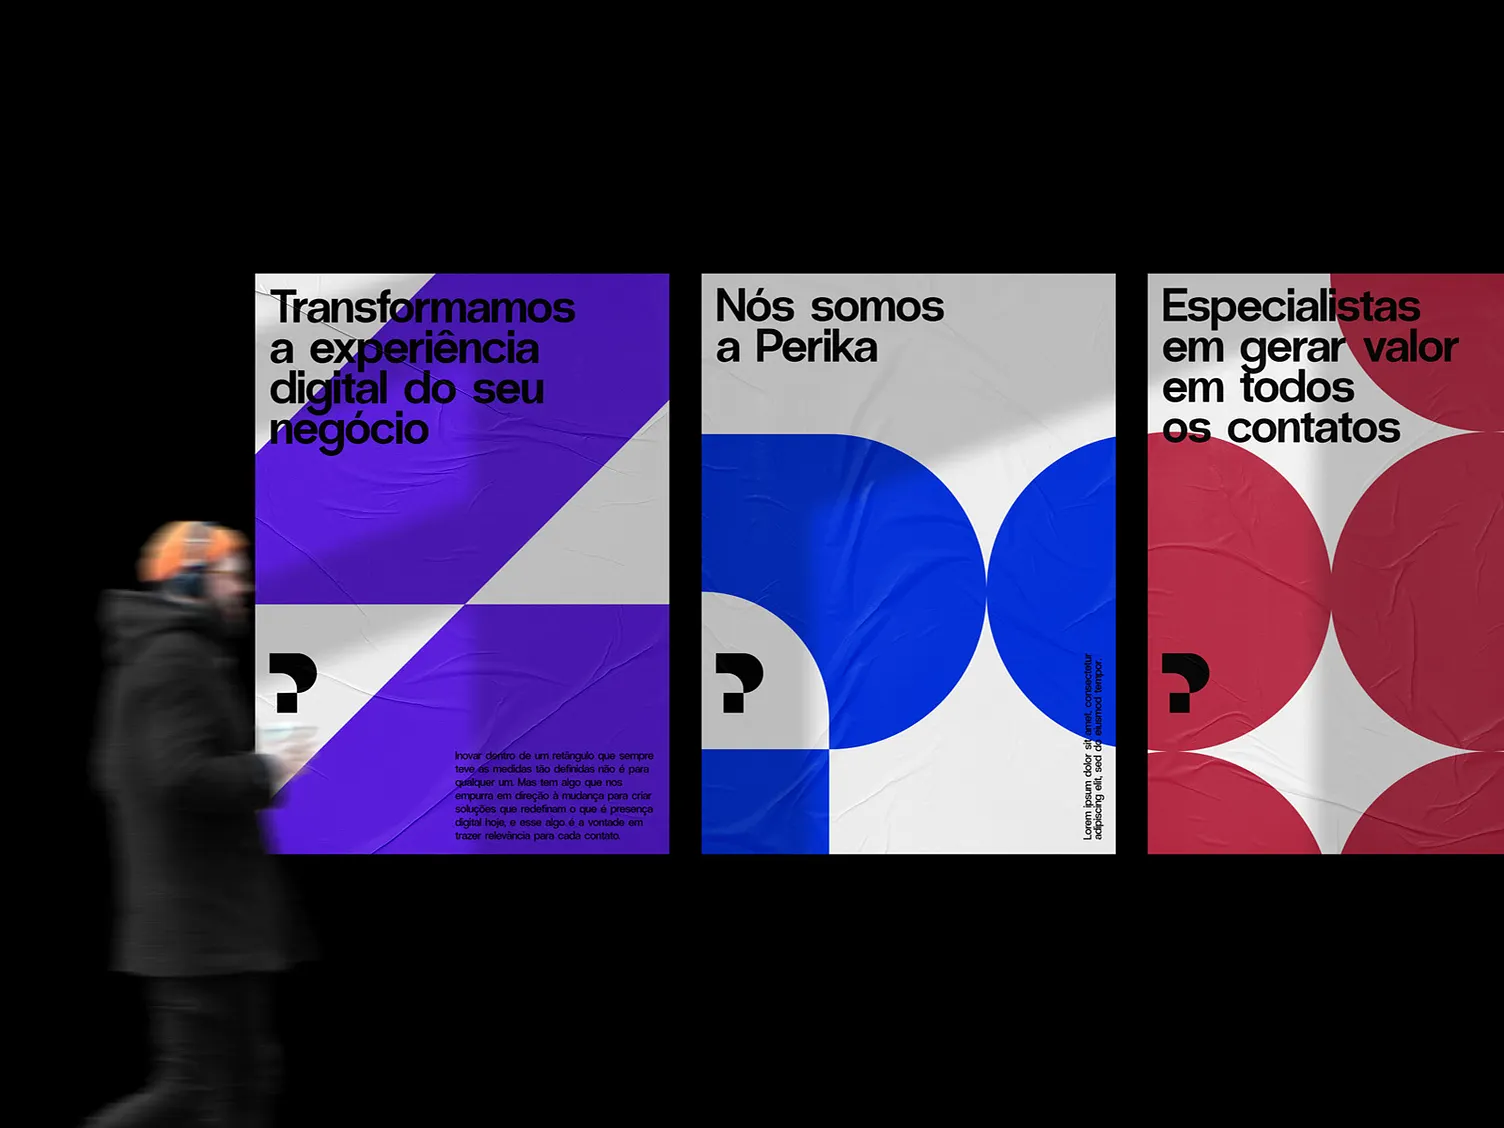 Transformamos
a experiência
digital do seu
negócio
Inovar dentro de um retângulo que sempre
teve as medidas tão definidas não é para
qualquer um. Mas tem algo que nos
empurra em direção à mudança para criar
soluções que redefinam o que é presença
digital hoje, e esse algo é a vontade em
trazer relevância para cada contato.
Nós somos
a Perika
Lorem ipsum dolor sit amet, consectetur
adipiscing elit, sed do eiusmod tempor.
Especialistas
em gerar valor
em todos
os contatos